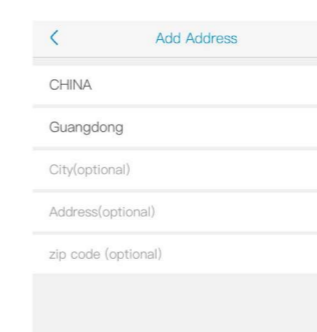 Add Address
CHINA
Guangdong
City(optional)
Address(optional)
zip code (optional)